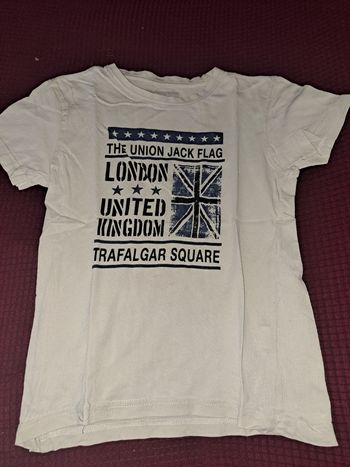 THE UNION JACK FLAG
LONDON
UNITED
KINGDOM
TRAFALGAR SQUARE